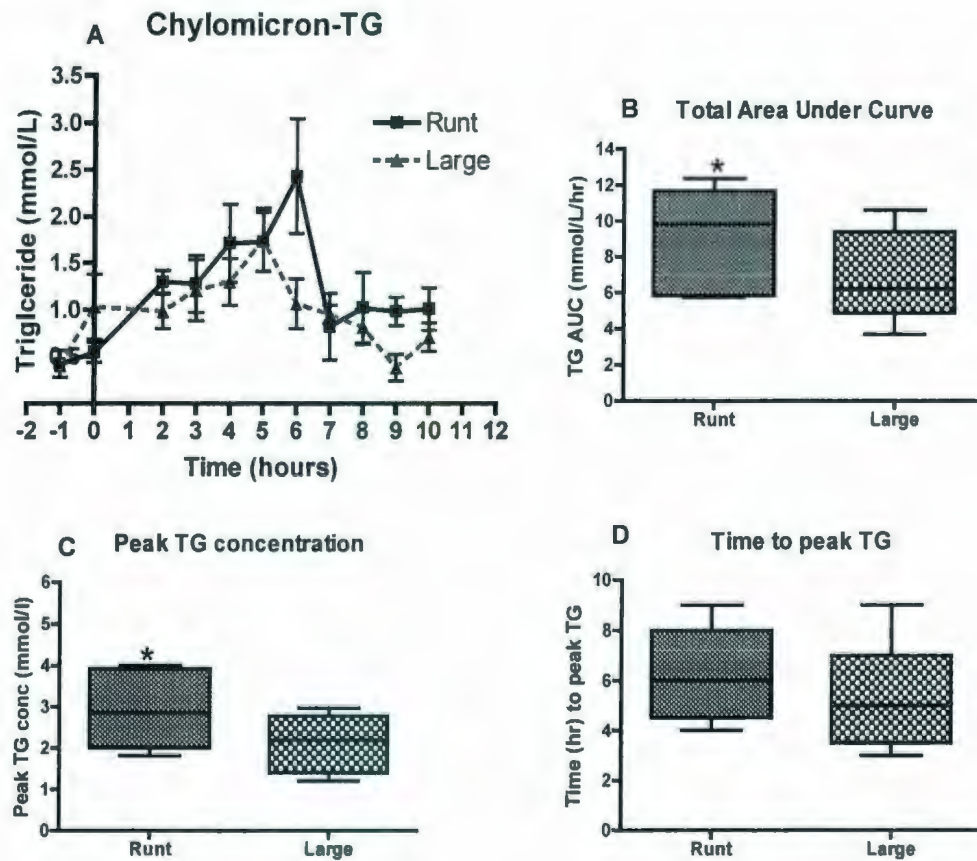 A Chylomicron-TG
Triglceride (mmol/L)
3.5
3.0
2.5
2.0
1.5
1.0
0.5
Runt
Large
-2 -1 0 1 2 3 4 5 6 7 8 9 10 11 12
Time (hours)
B Total Area Under Curve
TG AUC (mmol/L/hr)
14
12
10
8
6
4
2
0
*
Runt Large
C Peak TG concentration
Peak TG conc (mmol/l)
6
5
4
3
2
1
0
*
Runt Large
D Time to peak TG
Time (hr) to peak TG
10
8
6
4
2
0
Runt Large